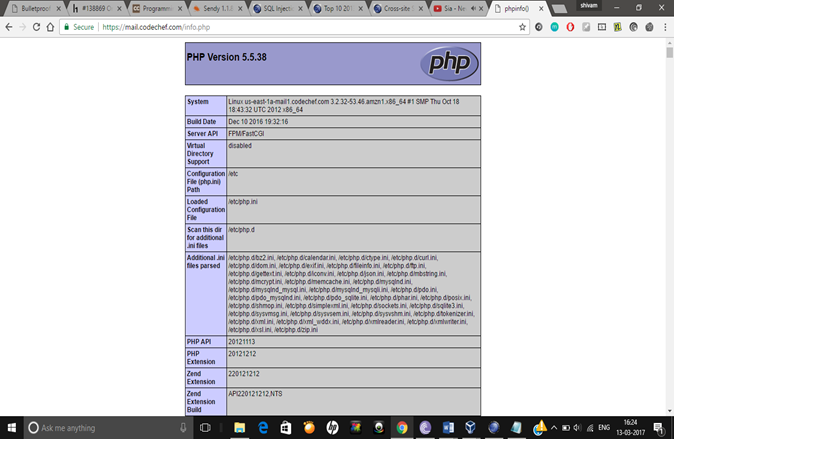 Bulletproof
#138869 O
Programmi
Sendy 1.1.
SQL Injectio
Top 10 201
Cross-site
Sia - Ne
phpinfo()
shivam
Secure https://mail.codechef.com/info.php
PHP Version 5.5.38
php
System Linux us-east-1a-mail1.codechef.com 3.2.32-53.46.amzn1.x86_64 #1 SMP Thu Oct 18
18:43:32 UTC 2012 x86_64
Build Date Dec 10 2016 19:32:16
Server API FPM/FastCGI
Virtual disabled
Directory
Support
Configuration /etc
File (php.ini)
Path
Loaded /etc/php.ini
Configuration
File
Scan this dir /etc/php.d
for additional
.ini files
Additional .ini /etc/php.d/bz2.ini, /etc/php.d/calendar.ini, /etc/php.d/ctype.ini, /etc/php.d/curl.ini,
files parsed /etc/php.d/dom.ini, /etc/php.d/exif.ini, /etc/php.d/fileinfo.ini, /etc/php.d/ftp.ini,
/etc/php.d/gettext.ini, /etc/php.d/iconv.ini, /etc/php.d/json.ini, /etc/php.d/mbstring.ini,
/etc/php.d/mcrypt.ini, /etc/php.d/memcache.ini, /etc/php.d/mysqlnd.ini,
/etc/php.d/mysqlnd_mysql.ini, /etc/php.d/mysqlnd_mysqli.ini, /etc/php.d/pdo.ini,
/etc/php.d/pdo_mysqlnd.ini, /etc/php.d/pdo_sqlite.ini, /etc/php.d/phar.ini, /etc/php.d/posix.ini,
/etc/php.d/shmop.ini, /etc/php.d/simplexml.ini, /etc/php.d/sockets.ini, /etc/php.d/sqlite3.ini,
/etc/php.d/sysvmsg.ini, /etc/php.d/sysvsem.ini, /etc/php.d/sysvshm.ini, /etc/php.d/tokenizer.ini,
/etc/php.d/xml.ini, /etc/php.d/xml_wddx.ini, /etc/php.d/xmlreader.ini, /etc/php.d/xmlwriter.ini,
/etc/php.d/xsl.ini, /etc/php.d/zip.ini
PHP API 20121113
PHP 20121212
Extension
Zend 220121212
Extension
Zend API220121212,NTS
Extension
Build
Ask me anything
ENG
16:24
13-03-2017